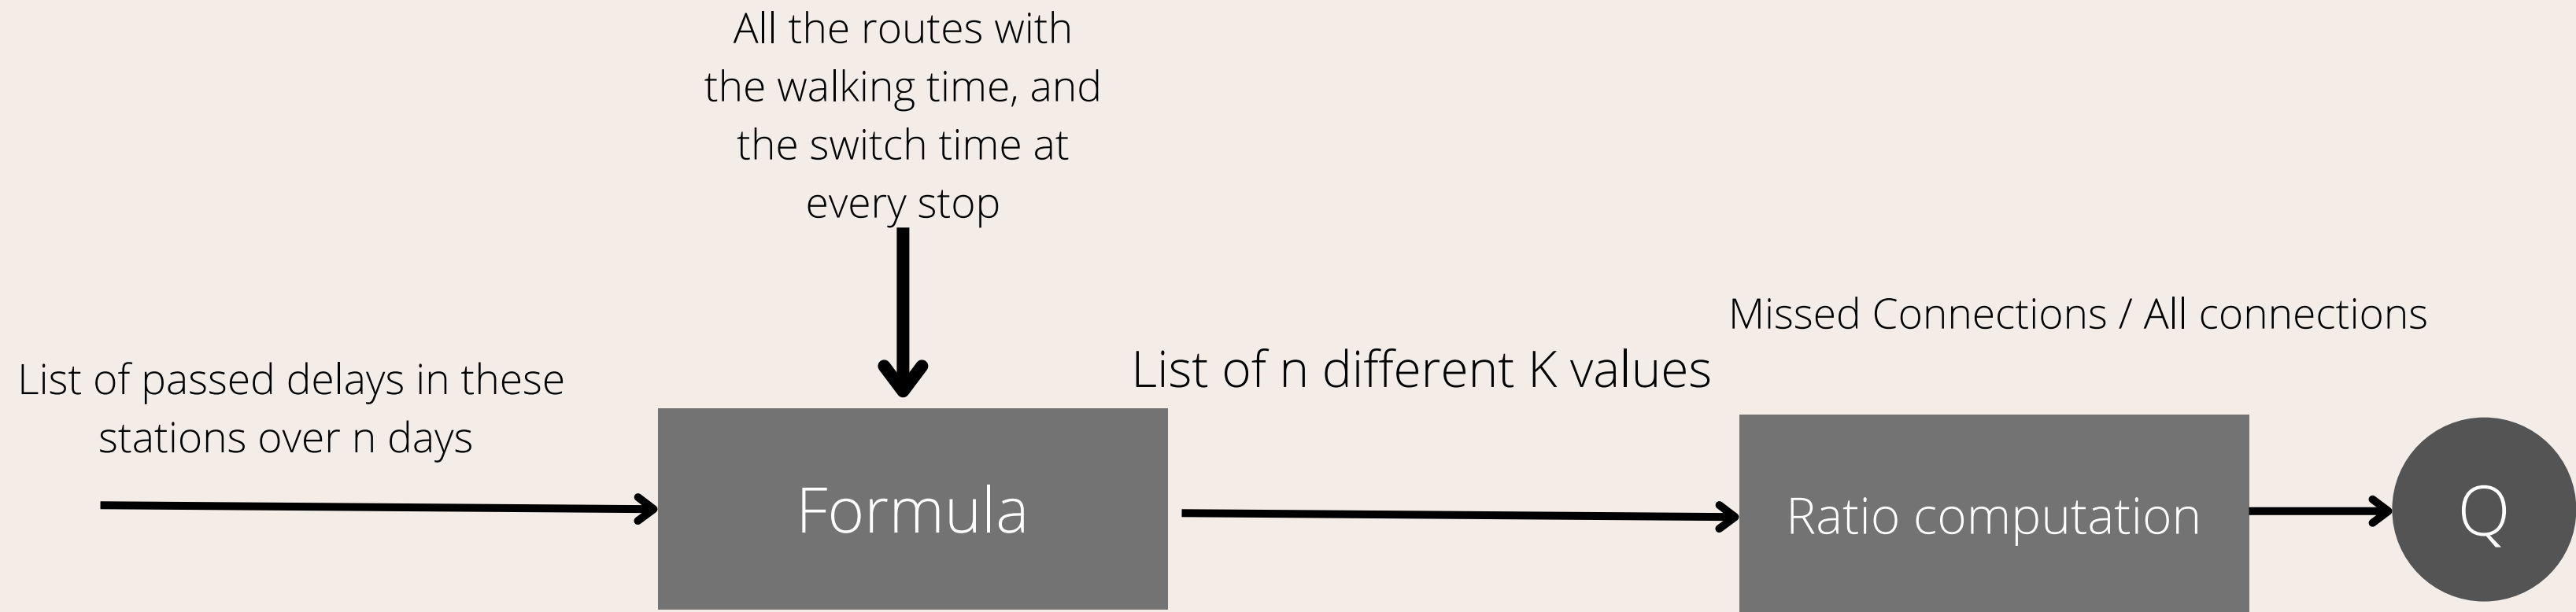 All the routes with
the walking time, and
the switch time at
every stop
List of passed delays in these
stations over n days
Formula
List of n different K values
Missed Connections / All connections
Ratio computation
Q